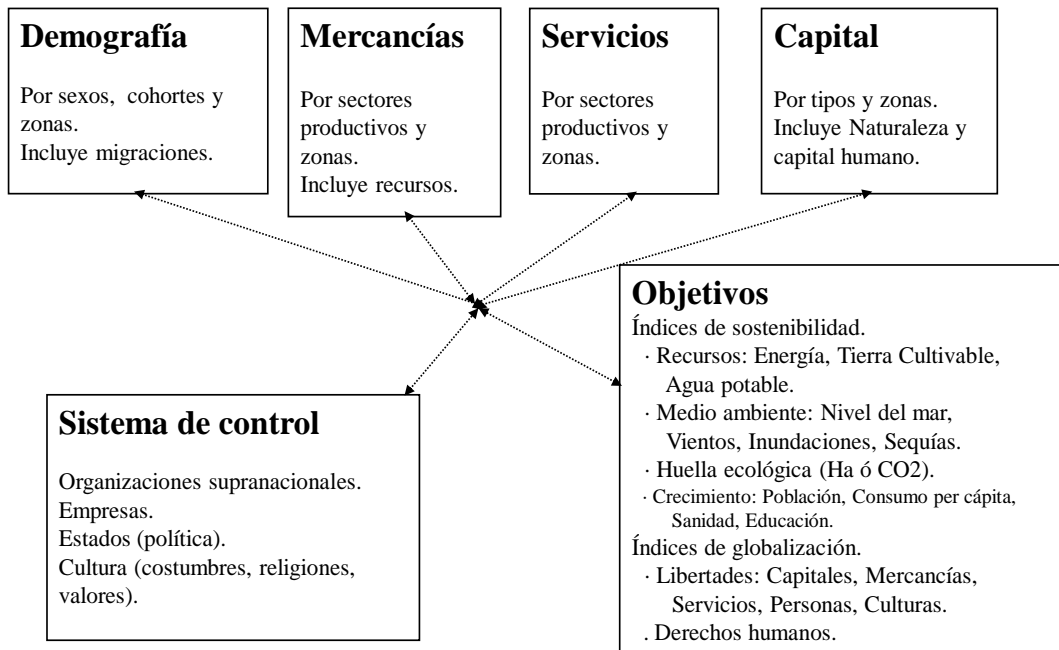 Demografía
Por sexos, cohortes y
zonas.
Incluye migraciones.
Mercancías
Por sectores
productivos y
zonas.
Incluye recursos.
Servicios
Por sectores
productivos y
zonas.
Capital
Por tipos y zonas.
Incluye Naturaleza y
capital humano.
Sistema de control
Organizaciones supranacionales.
Empresas.
Estados (política).
Cultura (costumbres, religiones,
valores).
Objetivos
Índices de sostenibilidad.
· Recursos: Energía, Tierra Cultivable,
Agua potable.
· Medio ambiente: Nivel del mar,
Vientos, Inundaciones, Sequías.
· Huella ecológica (Ha ó CO2).
· Crecimiento: Población, Consumo per cápita,
Sanidad, Educación.
Índices de globalización.
· Libertades: Capitales, Mercancías,
Servicios, Personas, Culturas.
. Derechos humanos.